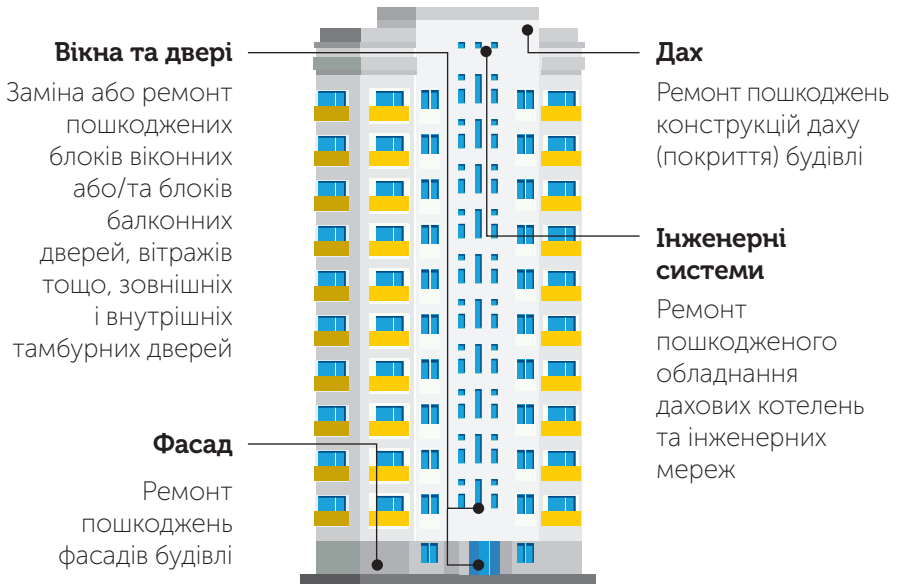 Вікна та двері
Заміна або ремонт
пошкоджених
блоків віконних
або/та блоків
балконних
дверей, вітражів
тощо, зовнішніх
і внутрішніх
тамбурних дверей
Фасад
Ремонт
пошкоджень
фасадів будівлі
Дах
Ремонт пошкоджень
конструкцій даху
(покриття) будівлі
Інженерні
системи
Ремонт
пошкодженого
обладнання
дахових котелень
та інженерних
мереж